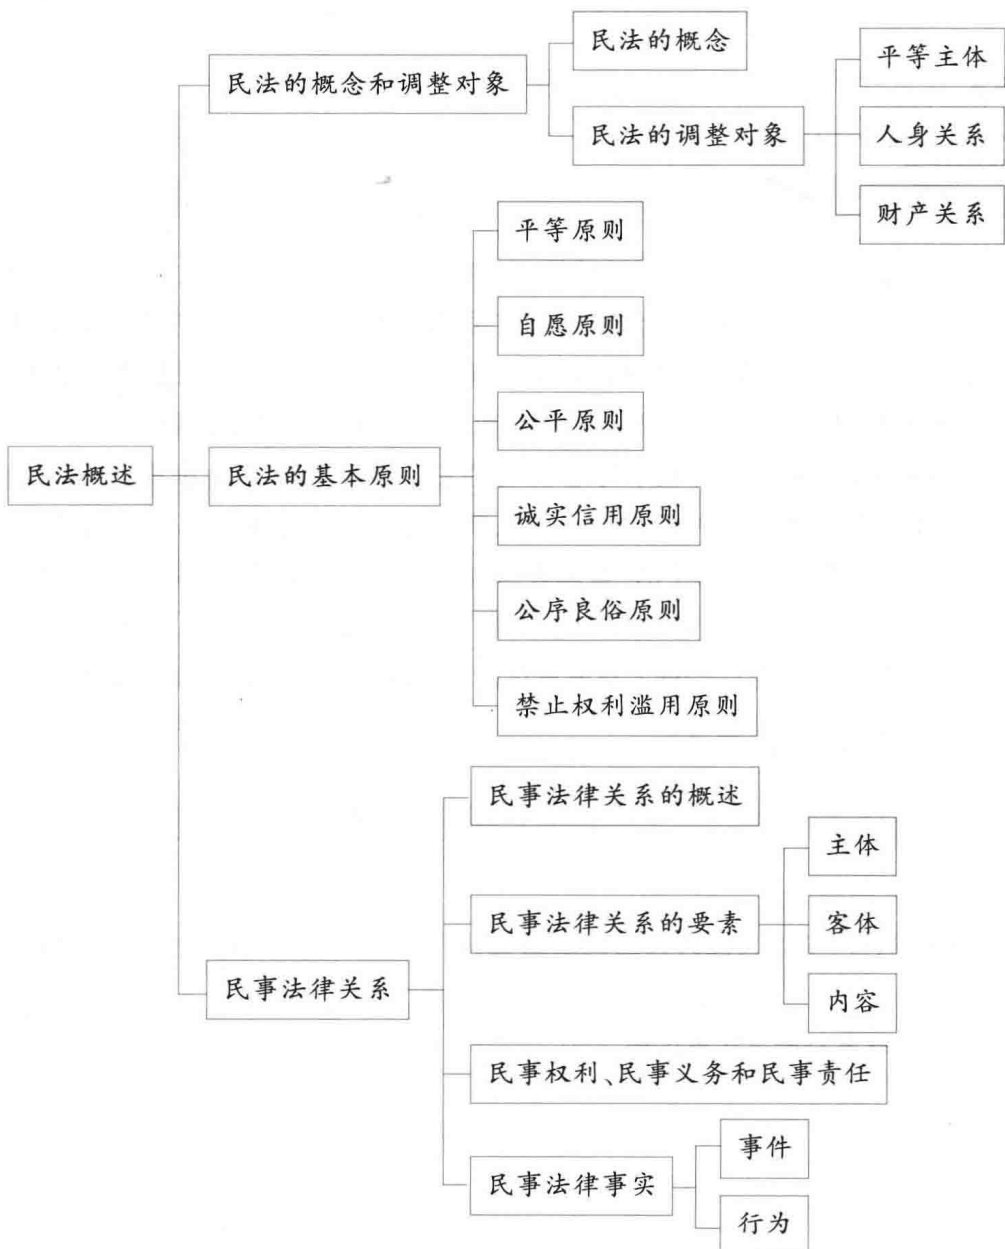 民法概述
民法的概念和调整对象
民法的概念
民法的调整对象
平等主体
人身关系
财产关系
民法的基本原则
平等原则
自愿原则
公平原则
诚实信用原则
公序良俗原则
禁止权利滥用原则
民事法律关系
民事法律关系的概述
民事法律关系的要素
主体
客体
内容
民事权利、民事义务和民事责任
民事法律事实
事件
行为